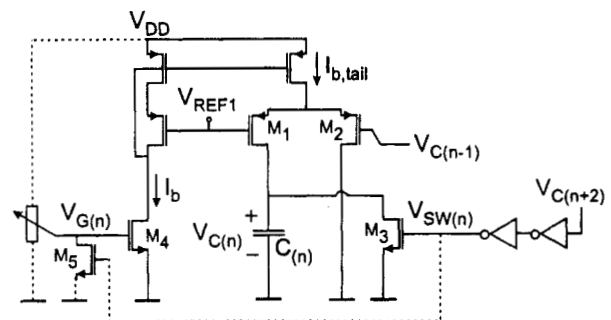 V_DD
I_b,tail
V_REF1
M_1
M_2
V_C(n-1)
I_b
V_G(n)
V_C(n)
+
−
C_(n)
M_3
V_SW(n)
V_C(n+2)
M_4
M_5